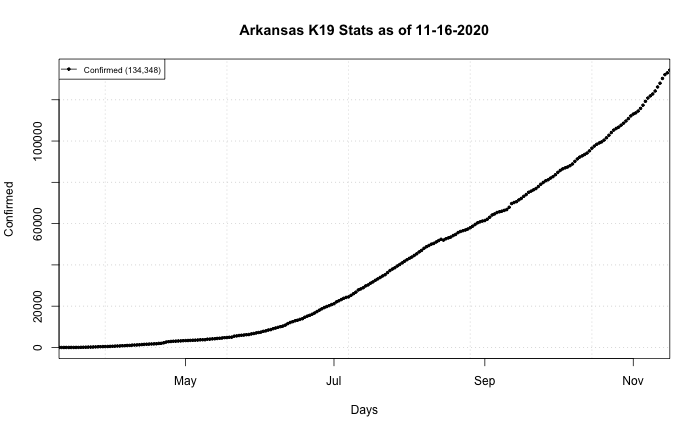 Arkansas K19 Stats as of 11-16-2020
Confirmed (134,348)
Confirmed
100000
60000
20000
0
May Jul Sep Nov
Days